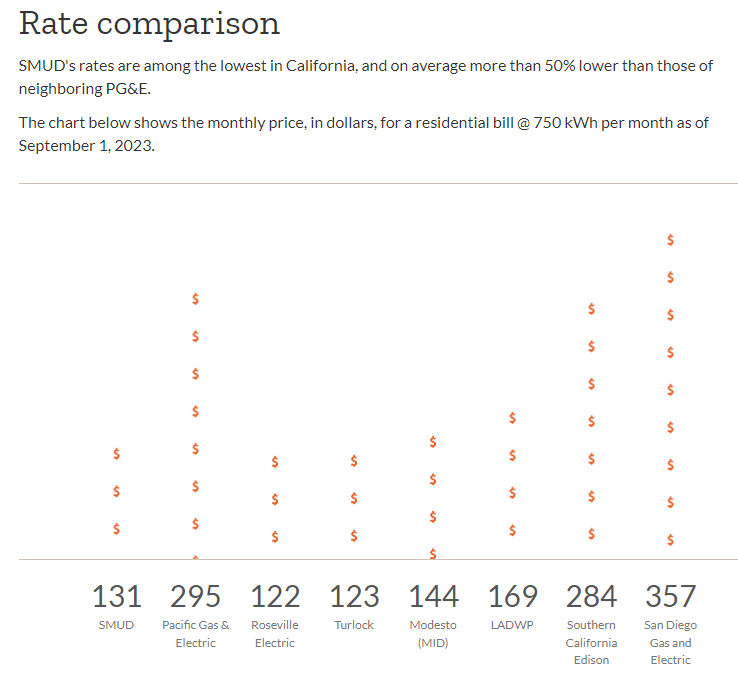 Rate comparison
SMUD's rates are among the lowest in California, and on average more than 50% lower than those of
neighboring PG&E.
The chart below shows the monthly price, in dollars, for a residential bill @ 750 kWh per month as of
September 1, 2023.
131 295 122 123 144 169 284 357
SMUD Pacific Gas & Roseville Turlock Modesto LADWP Southern San Diego
Electric Electric (MID) California Gas and
Edison Electric